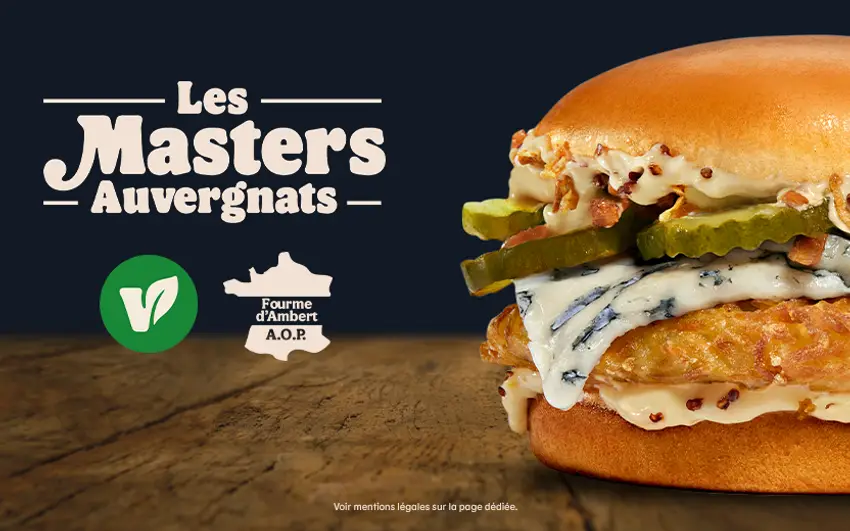 Les
Masters
Auvergnats
V
Fourme
d'Ambert
A.O.P.
Voir mentions légales sur la page dédiée.